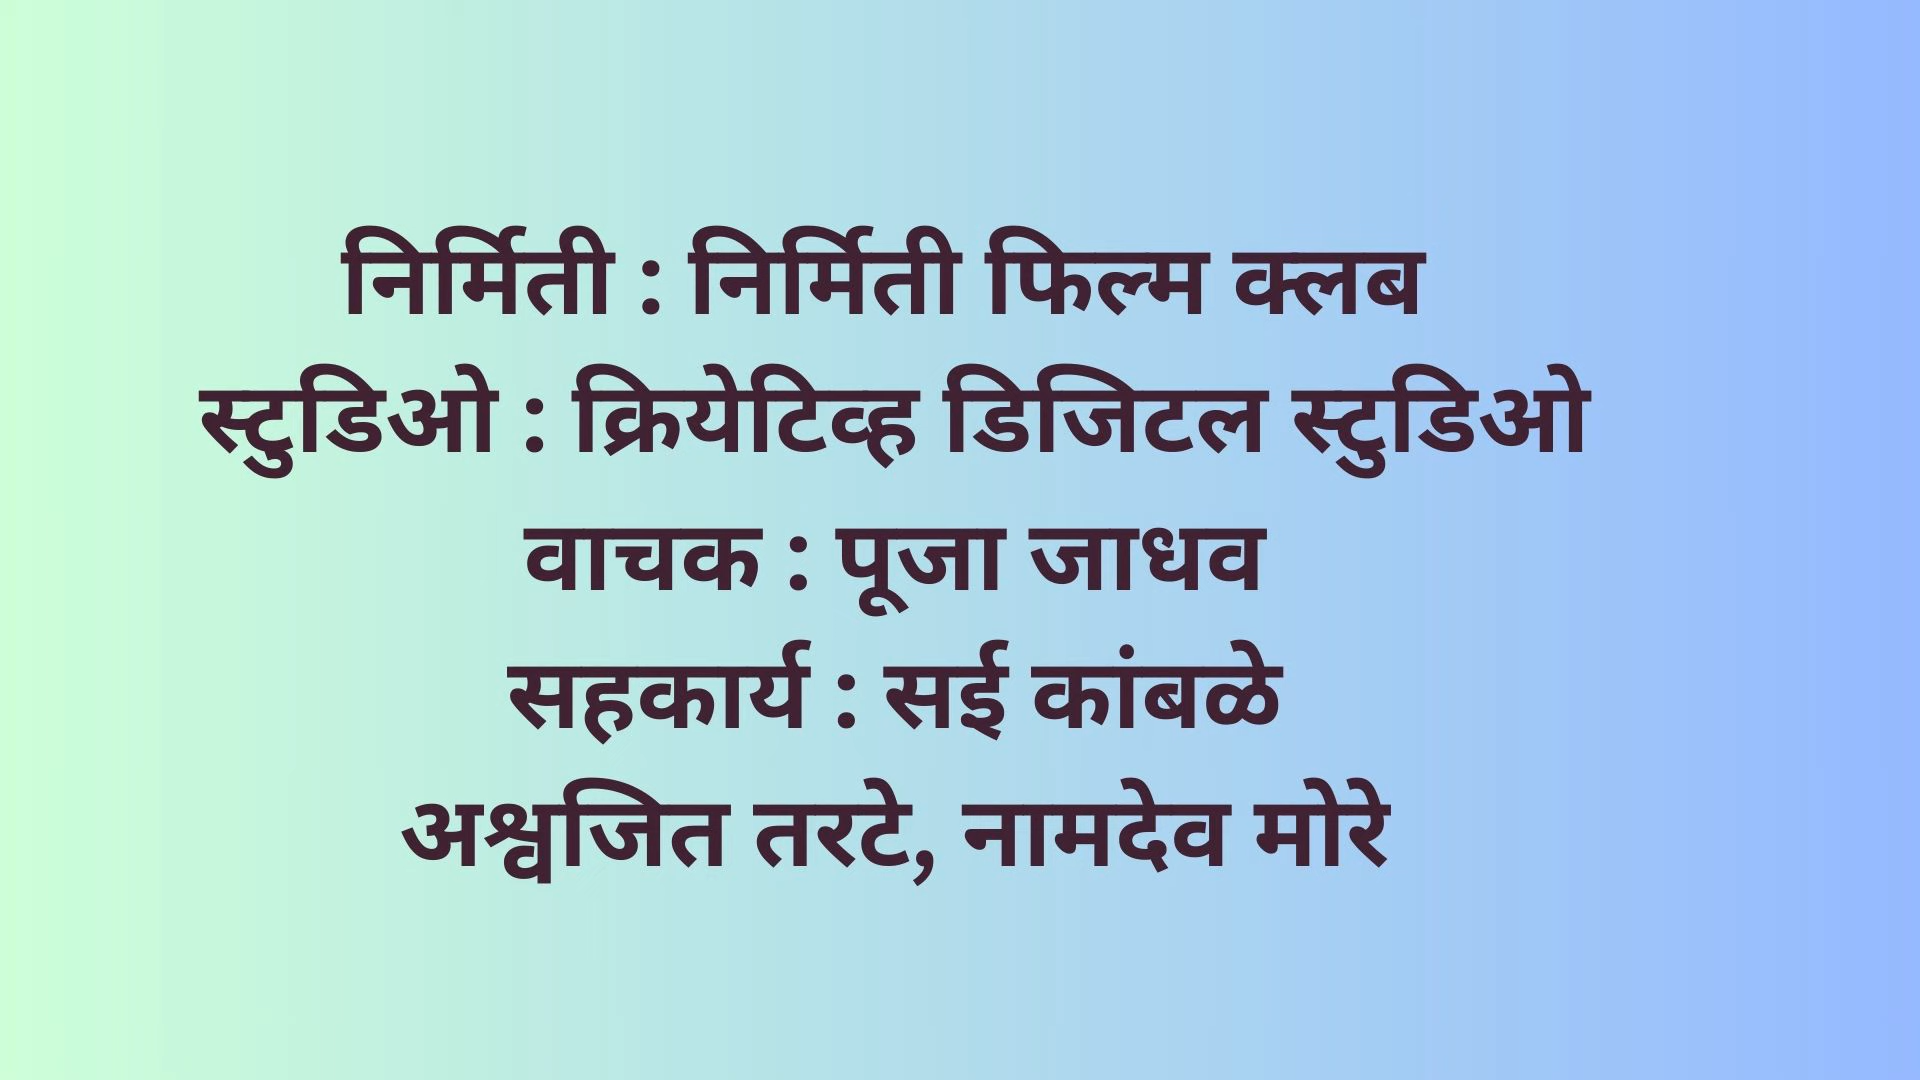 निर्मिती : निर्मिती फिल्म क्लब
स्टुडिओ : क्रियेटिव्ह डिजिटल स्टुडिओ
वाचक : पूजा जाधव
सहकार्य : सई कांबळे
अश्वजित तरटे, नामदेव मोरे